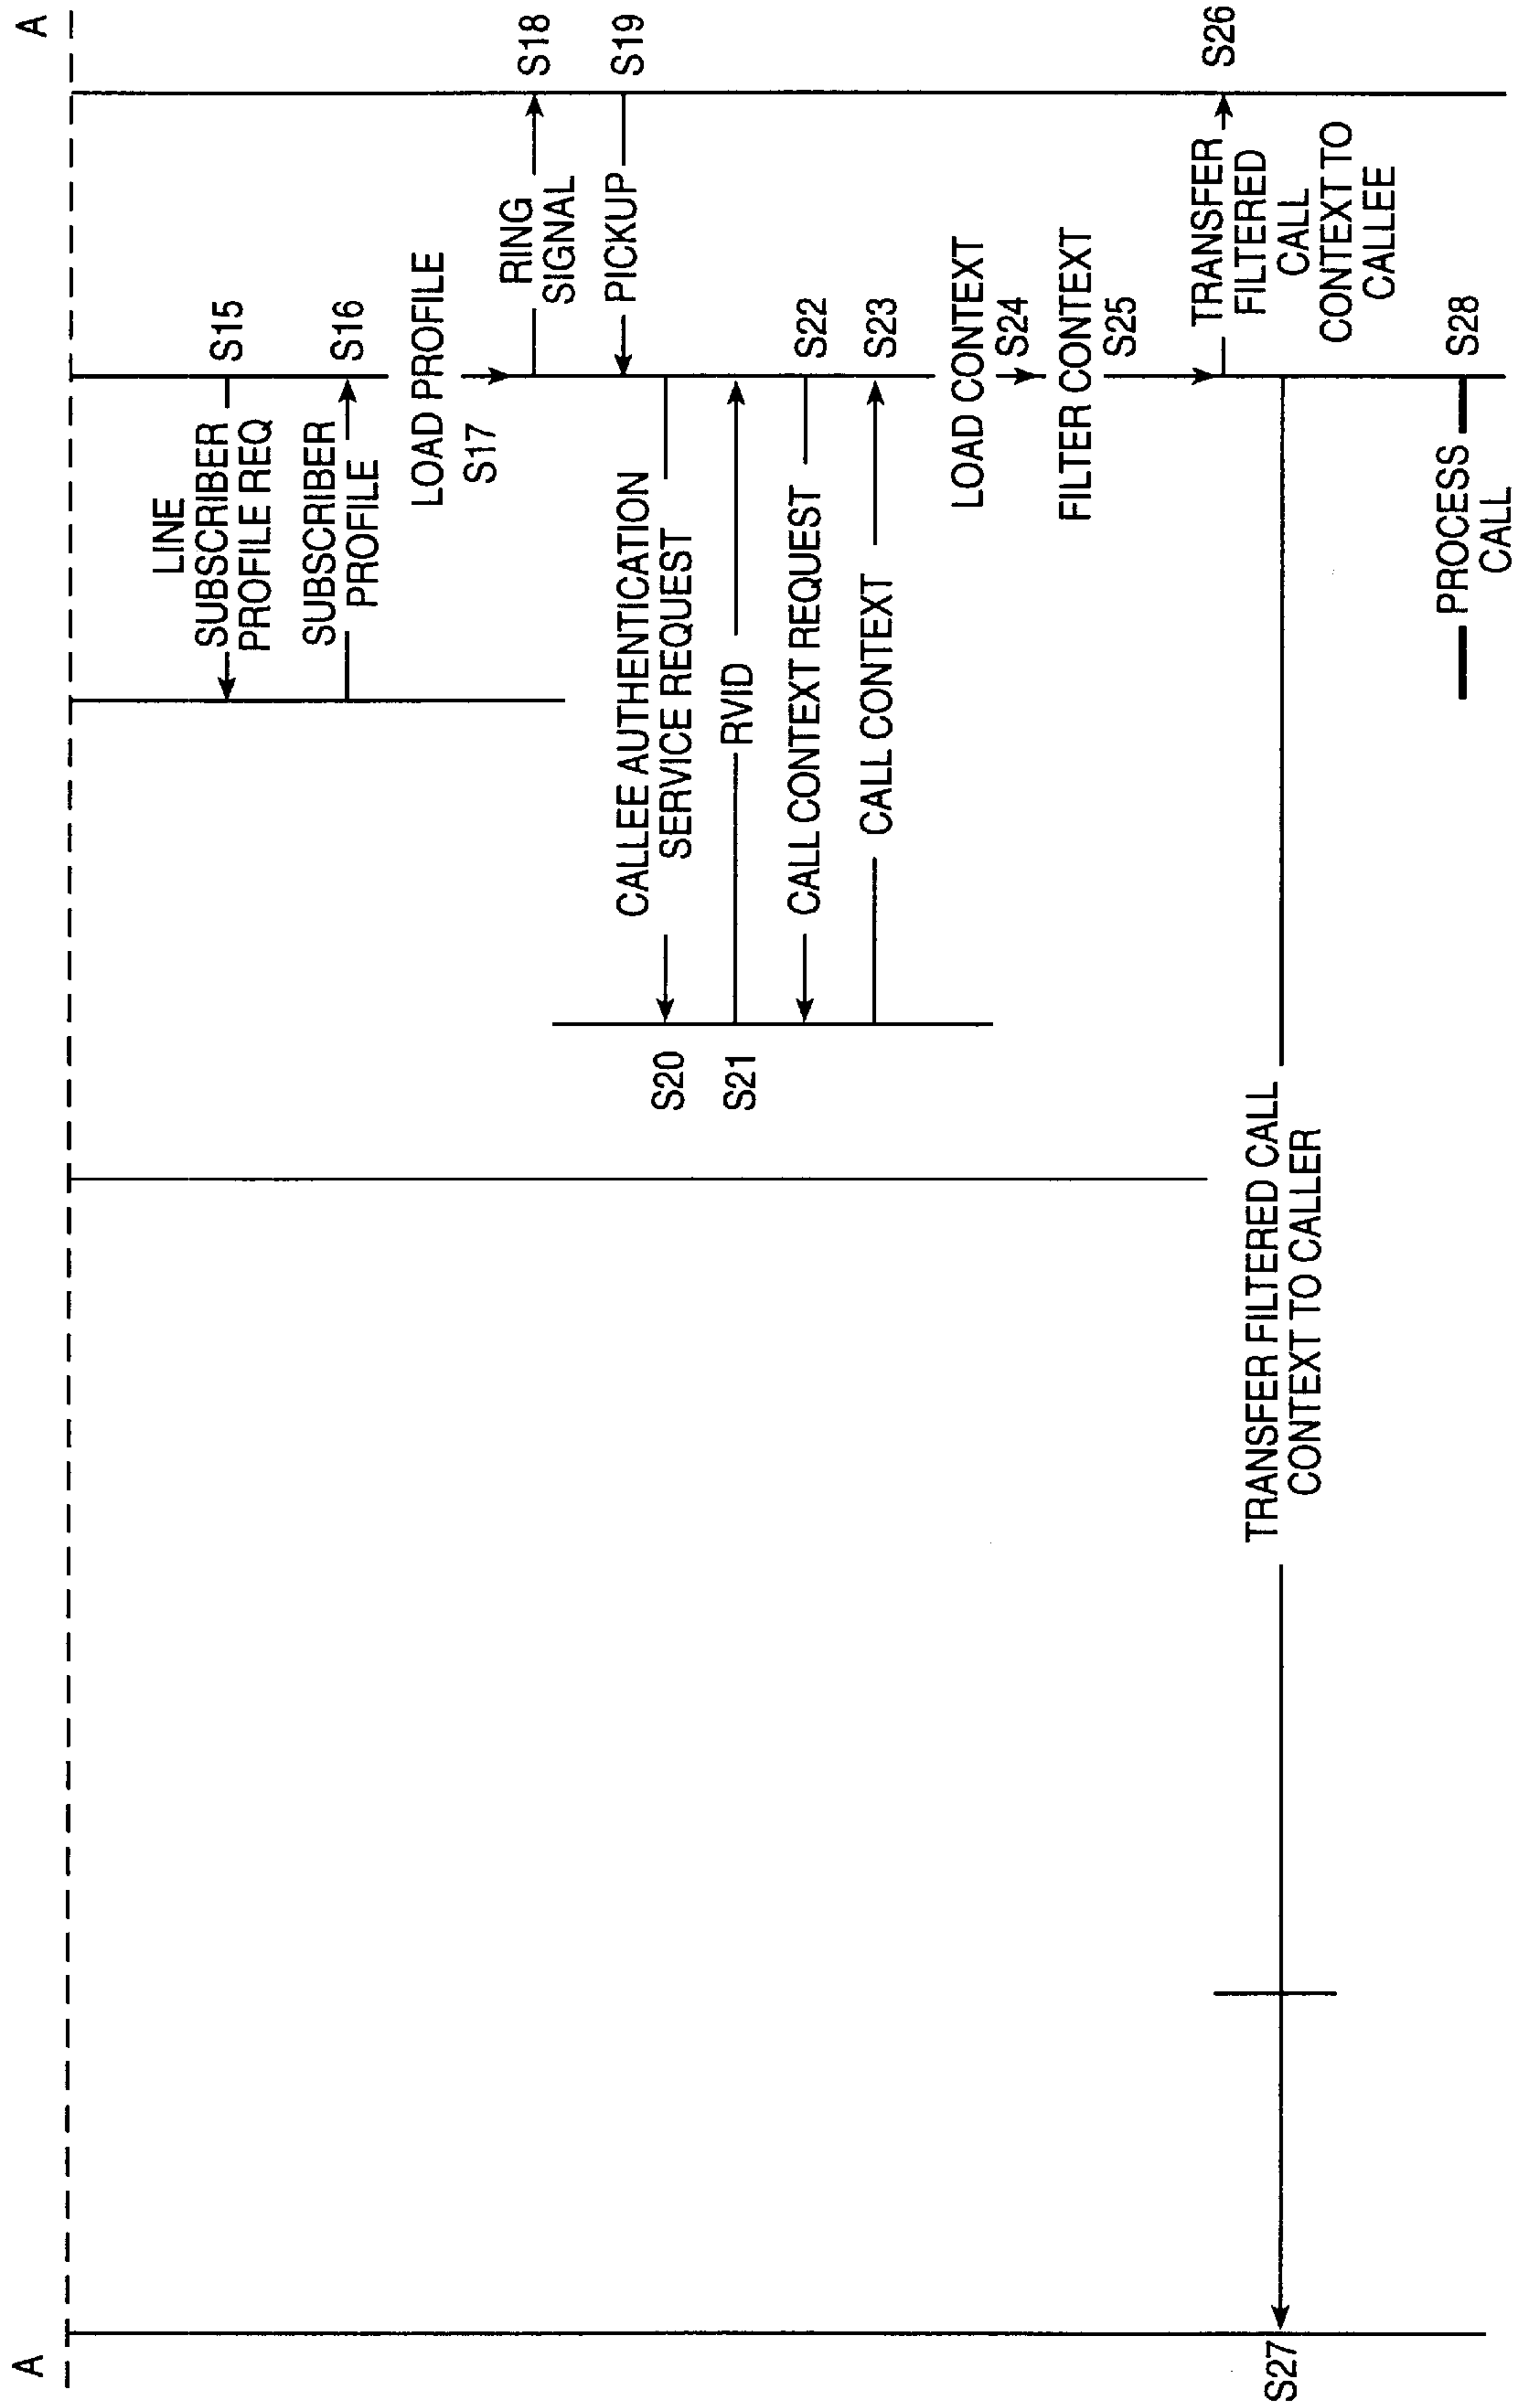 A
A
LINE
SUBSCRIBER
PROFILE REQ
S15
SUBSCRIBER
PROFILE
S16
LOAD PROFILE
S17
RING
SIGNAL
S18
PICKUP
S19
CALLEE AUTHENTICATION
SERVICE REQUEST
S20
RVID
S21
CALL CONTEXT REQUEST
S22
CALL CONTEXT
S23
LOAD CONTEXT
S24
FILTER CONTEXT
S25
TRANSFER
FILTERED
CALL
CONTEXT TO
CALLEE
S26
TRANSFER FILTERED CALL
CONTEXT TO CALLER
S27
PROCESS
CALL
S28